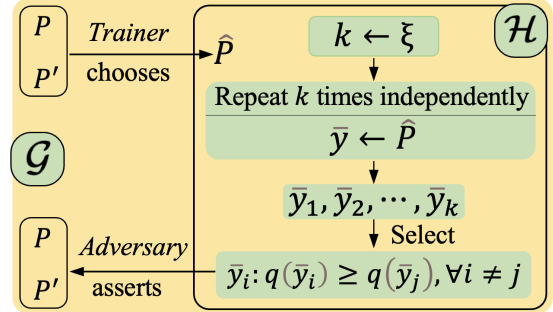 P
P′
Trainer
chooses
P̂
k ← ξ
ℋ
Repeat k times independently
ȳ ← P̂
𝒢
ȳ₁, ȳ₂, ⋯, ȳₖ
Select
P
P′
Adversary
asserts
ȳᵢ: q(ȳᵢ) ≥ q(ȳⱼ), ∀i ≠ j